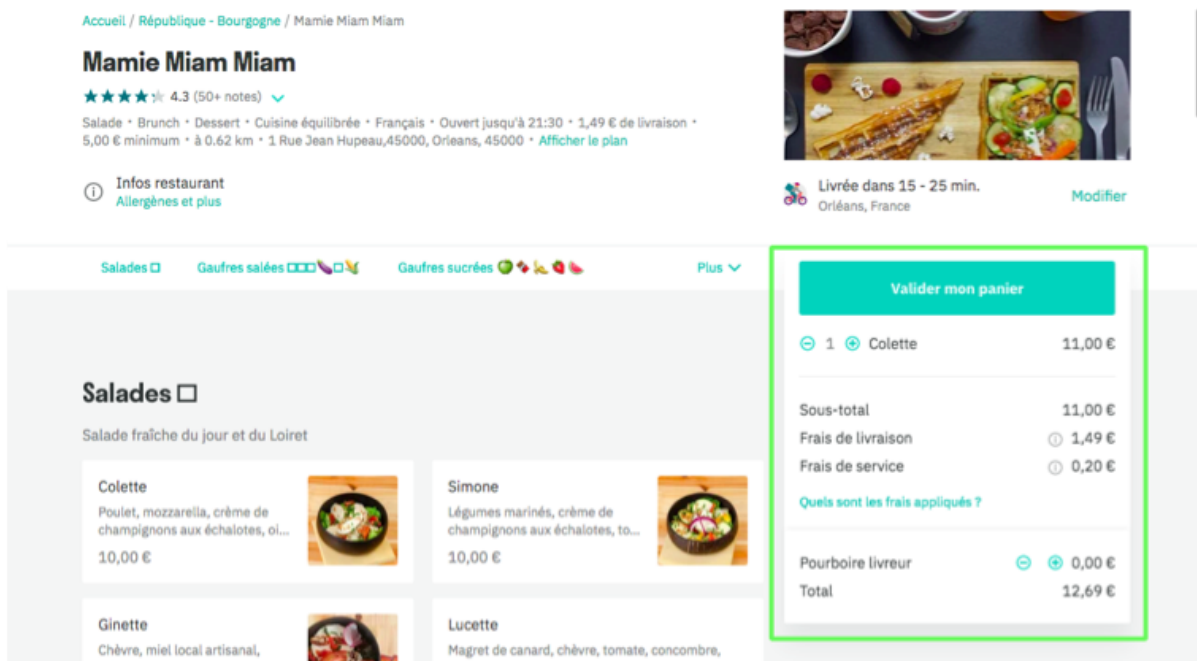 Accueil / République - Bourgogne / Mamie Miam Miam
Mamie Miam Miam
4.3 (50+ notes)
Salade • Brunch • Dessert • Cuisine équilibrée • Français • Ouvert jusqu'à 21:30 • 1,49 € de livraison •
5,00 € minimum • à 0.62 km • 1 Rue Jean Hupeau,45000, Orleans, 45000 • Afficher le plan
Infos restaurant
Allergènes et plus
Livrée dans 15 - 25 min.
Orléans, France
Modifier
Salades □ Gaufres salées □□□🍆□🌽 Gaufres sucrées 🍏🍫🍌🍓🍉 Plus
Valider mon panier
1 Colette 11,00 €
Sous-total 11,00 €
Frais de livraison 1,49 €
Frais de service 0,20 €
Quels sont les frais appliqués ?
Pourboire livreur 0,00 €
Total 12,69 €
Salades □
Salade fraîche du jour et du Loiret
Colette
Poulet, mozzarella, crème de
champignons aux échalotes, oi...
10,00 €
Simone
Légumes marinés, crème de
champignons aux échalotes, to...
10,00 €
Ginette
Chèvre, miel local artisanal,
Lucette
Magret de canard, chèvre, tomate, concombre,